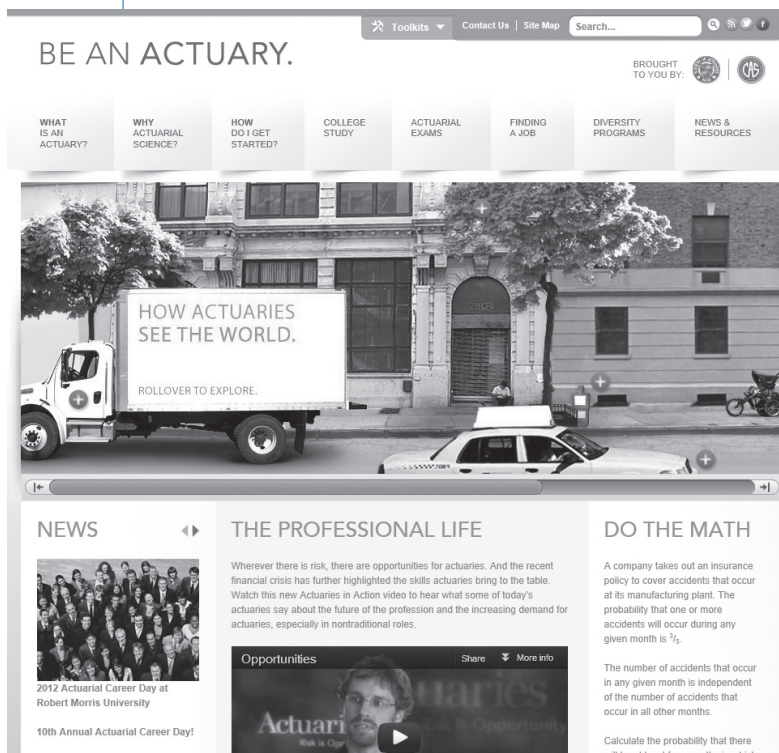 Toolkits
Contact Us | Site Map
Search...
BE AN ACTUARY.
BROUGHT
TO YOU BY:
CAS
WHAT
IS AN
ACTUARY?
WHY
ACTUARIAL
SCIENCE?
HOW
DO I GET
STARTED?
COLLEGE
STUDY
ACTUARIAL
EXAMS
FINDING
A JOB
DIVERSITY
PROGRAMS
NEWS &
RESOURCES
HOW ACTUARIES
SEE THE WORLD.
ROLLOVER TO EXPLORE.
NEWS
2012 Actuarial Career Day at
Robert Morris University
10th Annual Actuarial Career Day!
THE PROFESSIONAL LIFE
Wherever there is risk, there are opportunities for actuaries. And the recent
financial crisis has further highlighted the skills actuaries bring to the table.
Watch this new Actuaries in Action video to hear what some of today's
actuaries say about the future of the profession and the increasing demand for
actuaries, especially in nontraditional roles.
Opportunities
Share
More info
Actuari
Risk is Opp
DO THE MATH
A company takes out an insurance
policy to cover accidents that occur
at its manufacturing plant. The
probability that one or more
accidents will occur during any
given month is 3/5.
The number of accidents that occur
in any given month is independent
of the number of accidents that
occur in all other months.
Calculate the probability that there